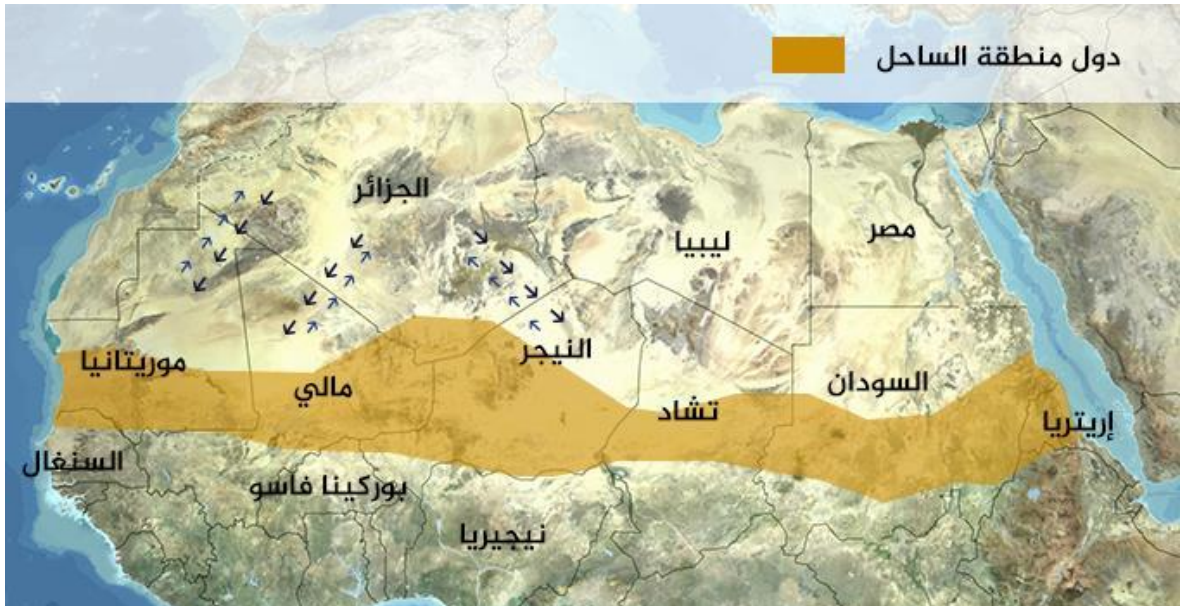 دول منطقة الساحل
الجزائر
ليبيا
مصر
موريتانيا
مالي
النيجر
تشاد
السودان
إريتريا
السنغال
بوركينا فاسو
نيجيريا